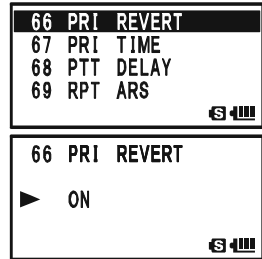 66 PRI REVERT
67 PRI TIME
68 PTT DELAY
69 RPT ARS
S
66 PRI REVERT
ON
S